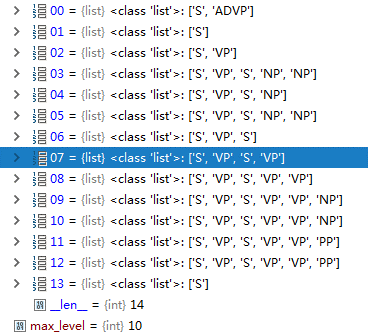 00 = {list} <class 'list'>: ['S', 'ADVP']
01 = {list} <class 'list'>: ['S']
02 = {list} <class 'list'>: ['S', 'VP']
03 = {list} <class 'list'>: ['S', 'VP', 'S', 'NP', 'NP']
04 = {list} <class 'list'>: ['S', 'VP', 'S', 'NP']
05 = {list} <class 'list'>: ['S', 'VP', 'S', 'NP', 'NP']
06 = {list} <class 'list'>: ['S', 'VP', 'S']
07 = {list} <class 'list'>: ['S', 'VP', 'S', 'VP']
08 = {list} <class 'list'>: ['S', 'VP', 'S', 'VP', 'VP']
09 = {list} <class 'list'>: ['S', 'VP', 'S', 'VP', 'VP', 'NP']
10 = {list} <class 'list'>: ['S', 'VP', 'S', 'VP', 'VP', 'NP']
11 = {list} <class 'list'>: ['S', 'VP', 'S', 'VP', 'VP', 'PP']
12 = {list} <class 'list'>: ['S', 'VP', 'S', 'VP', 'VP', 'PP']
13 = {list} <class 'list'>: ['S']
__len__ = {int} 14
max_level = {int} 10